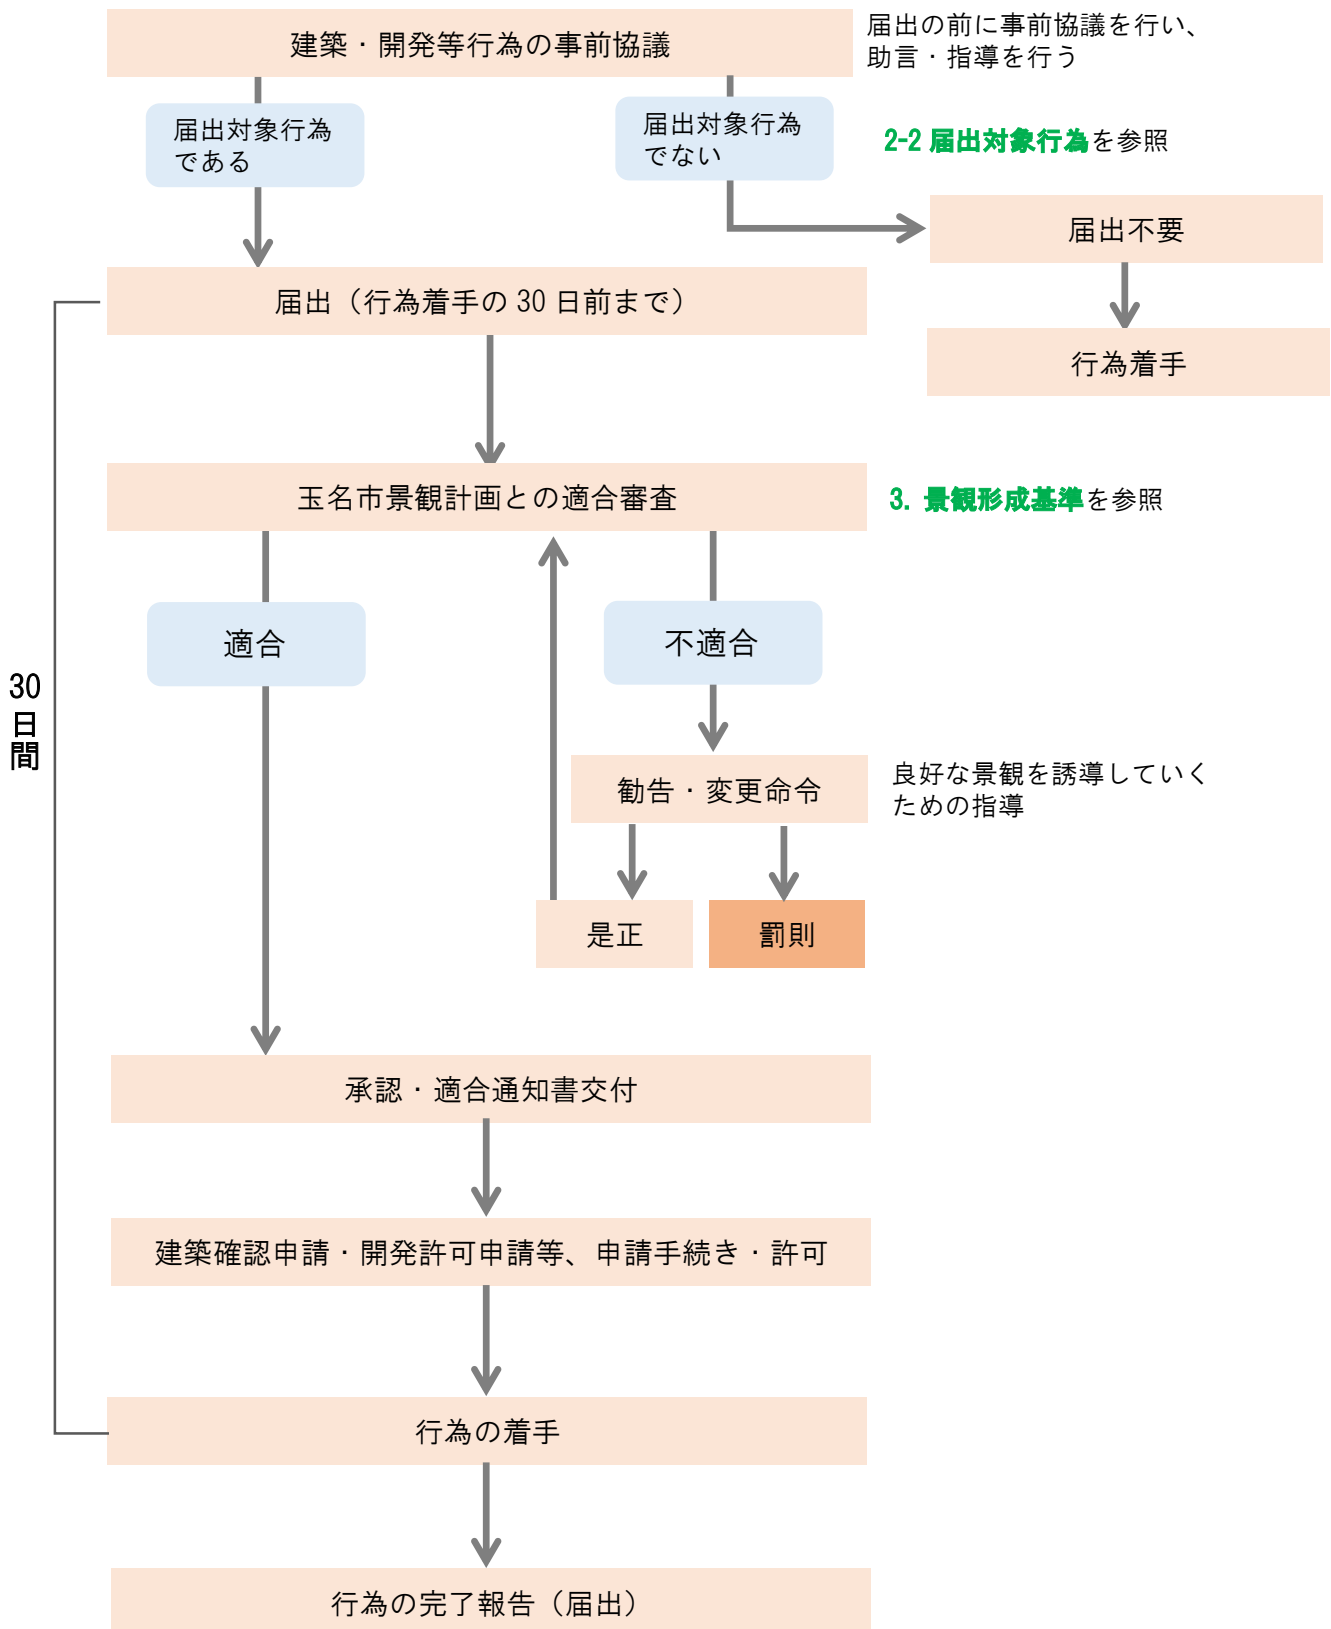 建築・開発等行為の事前協議
届出の前に事前協議を行い、
助言・指導を行う
届出対象行為
である
届出対象行為
でない
2-2 届出対象行為を参照
届出不要
届出（行為着手の 30 日前まで）
行為着手
玉名市景観計画との適合審査
3. 景観形成基準を参照
適合
不適合
30
日
間
勧告・変更命令
良好な景観を誘導していく
ための指導
是正
罰則
承認・適合通知書交付
建築確認申請・開発許可申請等、申請手続き・許可
行為の着手
行為の完了報告（届出）